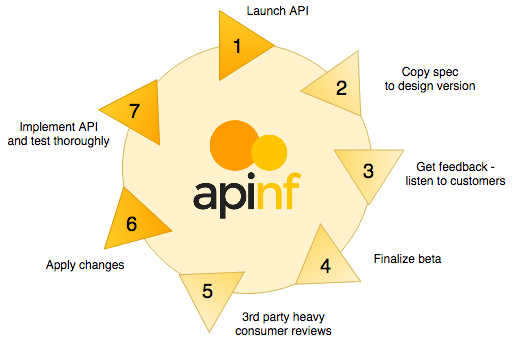 1
Launch API
2
Copy spec
to design version
3
Get feedback -
listen to customers
4
Finalize beta
5
3rd party heavy
consumer reviews
6
Apply changes
7
Implement API
and test thoroughly
apinf